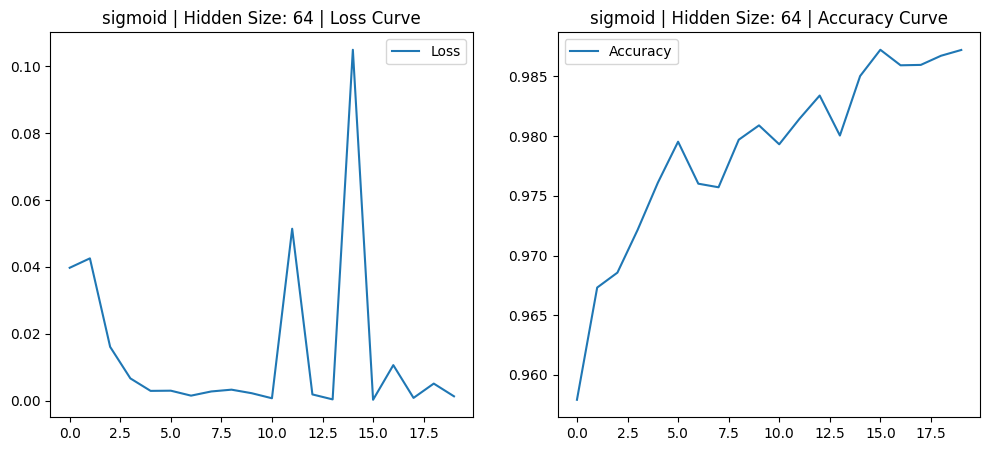 sigmoid | Hidden Size: 64 | Loss Curve
Loss
0.10
0.08
0.06
0.04
0.02
0.00
0.0 2.5 5.0 7.5 10.0 12.5 15.0 17.5
sigmoid | Hidden Size: 64 | Accuracy Curve
Accuracy
0.985
0.980
0.975
0.970
0.965
0.960
0.0 2.5 5.0 7.5 10.0 12.5 15.0 17.5